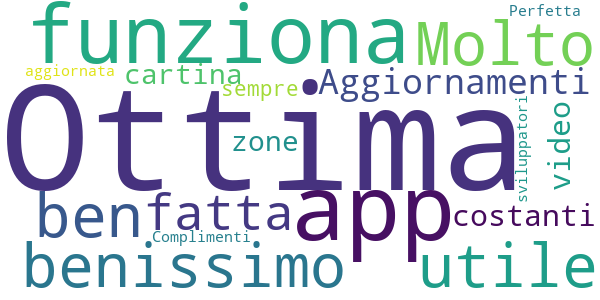 Perfetta
funziona
Molto
aggiornata
cartina
sempre
Aggiornamenti
Ottima
zone
video
sviluppatori
ben
fatta
app
costanti
Complimenti
benissimo
utile